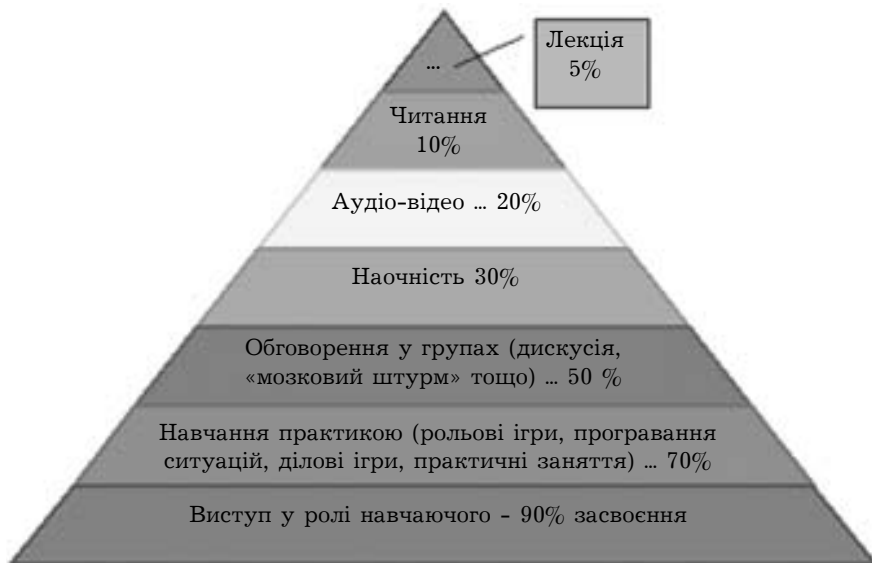 ...
Лекція
5%
Читання
10%
Аудіо-відео ... 20%
Наочність 30%
Обговорення у групах (дискусія,
«мозковий штурм» тощо) ... 50 %
Навчання практикою (рольові ігри, програвання
ситуацій, ділові ігри, практичні заняття) ... 70%
Виступ у ролі навчаючого - 90% засвоєння